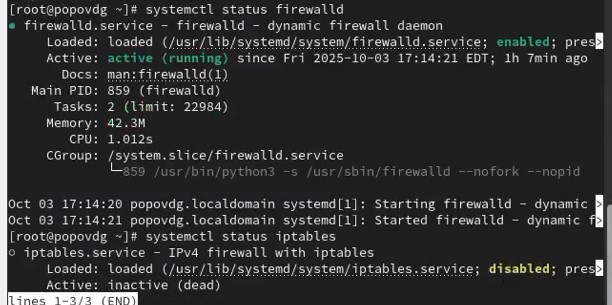 [root@popovdg ~]# systemctl status firewalld
● firewalld.service - firewalld - dynamic firewall daemon
Loaded: loaded (/usr/lib/systemd/system/firewalld.service; enabled; pres>
Active: active (running) since Fri 2025-10-03 17:14:21 EDT; 1h 7min ago
Docs: man:firewalld(1)
Main PID: 859 (firewalld)
Tasks: 2 (limit: 22984)
Memory: 42.3M
CPU: 1.012s
CGroup: /system.slice/firewalld.service
└─859 /usr/bin/python3 -s /usr/sbin/firewalld --nofork --nopid
Oct 03 17:14:20 popovdg.localdomain systemd[1]: Starting firewalld - dynamic >
Oct 03 17:14:21 popovdg.localdomain systemd[1]: Started firewalld - dynamic f>
[root@popovdg ~]# systemctl status iptables
○ iptables.service - IPv4 firewall with iptables
Loaded: loaded (/usr/lib/systemd/system/iptables.service; disabled; pres>
Active: inactive (dead)
lines 1-3/3 (END)